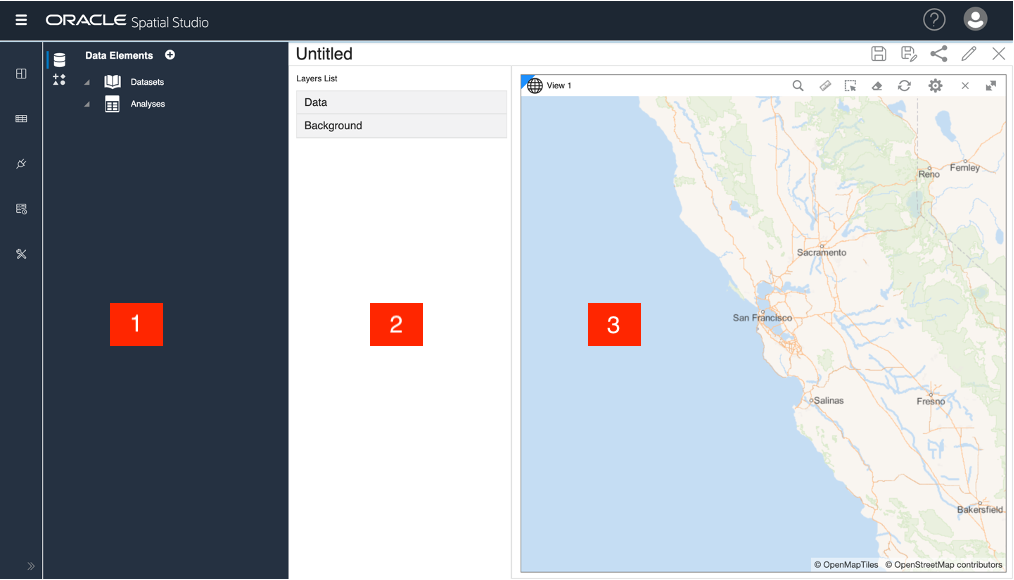 ORACLE Spatial Studio
?
Data Elements
Datasets
Analyses
1
Untitled
Layers List
Data
Background
2
View 1
Reno
Fernley
Sacramento
San Francisco
3
Salinas
Fresno
Bakersfield
© OpenMapTiles © OpenStreetMap contributors